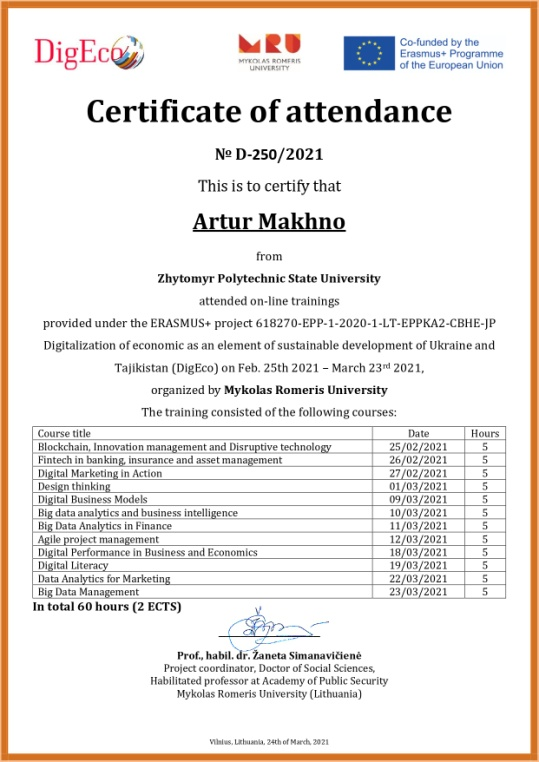 DigEco
MRU
MYKOLAS ROMERIS
UNIVERSITY
Co-funded by the
Erasmus+ Programme
of the European Union
Certificate of attendance
№ D-250/2021
This is to certify that
Artur Makhno
from
Zhytomyr Polytechnic State University
attended on-line trainings
provided under the ERASMUS+ project 618270-EPP-1-2020-1-LT-EPPKA2-CBHE-JP
Digitalization of economic as an element of sustainable development of Ukraine and
Tajikistan (DigEco) on Feb. 25th 2021 – March 23rd 2021,
organized by Mykolas Romeris University
The training consisted of the following courses:
Course title Date Hours
Blockchain, Innovation management and Disruptive technology 25/02/2021 5
Fintech in banking, insurance and asset management 26/02/2021 5
Digital Marketing in Action 27/02/2021 5
Design thinking 01/03/2021 5
Digital Business Models 09/03/2021 5
Big data analytics and business intelligence 10/03/2021 5
Big Data Analytics in Finance 11/03/2021 5
Agile project management 12/03/2021 5
Digital Performance in Business and Economics 18/03/2021 5
Digital Literacy 19/03/2021 5
Data Analytics for Marketing 22/03/2021 5
Big Data Management 23/03/2021 5
In total 60 hours (2 ECTS)
Prof., habil. dr. Žaneta Simanavičienė
Project coordinator, Doctor of Social Sciences,
Habilitated professor at Academy of Public Security
Mykolas Romeris University (Lithuania)
Vilnius, Lithuania, 24th of March, 2021